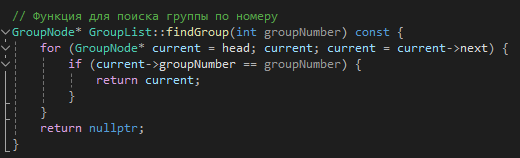 // Функция для поиска группы по номеру
GroupNode* GroupList::findGroup(int groupNumber) const {
    for (GroupNode* current = head; current; current = current->next) {
        if (current->groupNumber == groupNumber) {
            return current;
        }
    }
    return nullptr;
}